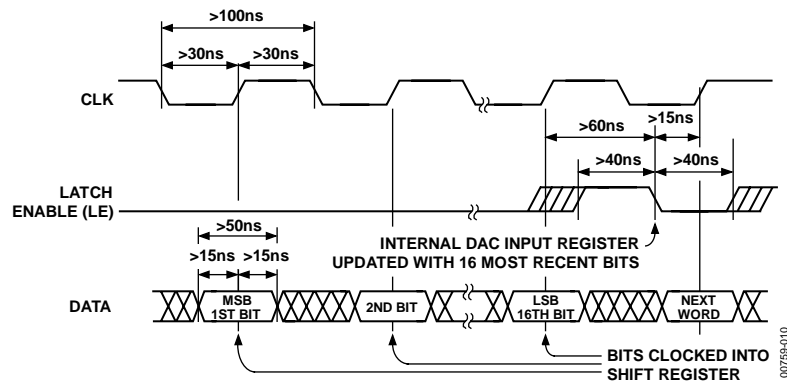 >100ns
>30ns >30ns
CLK
>60ns >15ns
>40ns >40ns
LATCH
ENABLE (LE)
>50ns
>15ns >15ns
INTERNAL DAC INPUT REGISTER
UPDATED WITH 16 MOST RECENT BITS
DATA
MSB
1ST BIT
2ND BIT
LSB
16TH BIT
NEXT
WORD
BITS CLOCKED INTO
SHIFT REGISTER
00759-010